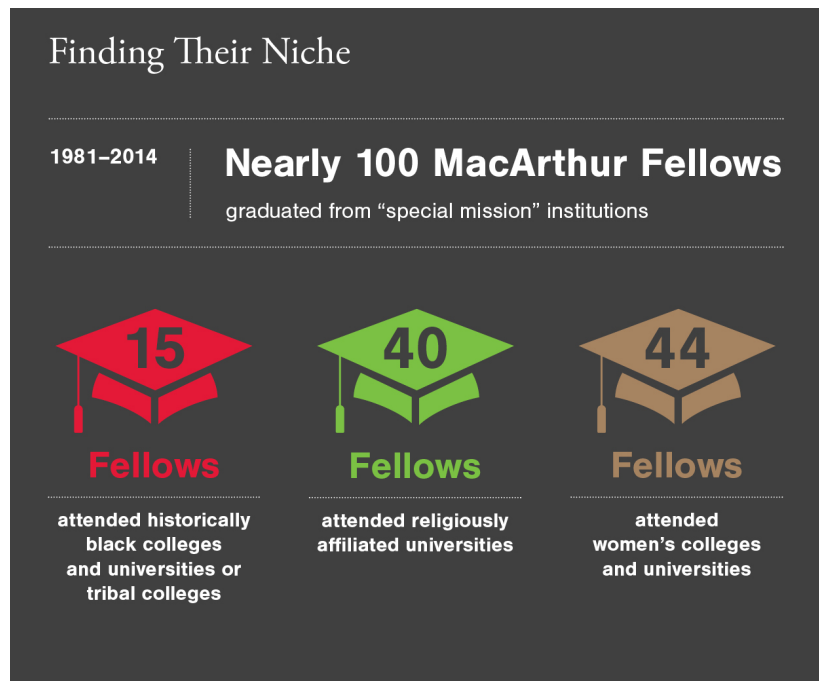 Finding Their Niche
1981–2014
Nearly 100 MacArthur Fellows
graduated from “special mission” institutions
15
Fellows
attended historically
black colleges
and universities or
tribal colleges
40
Fellows
attended religiously
affiliated universities
44
Fellows
attended
women’s colleges
and universities